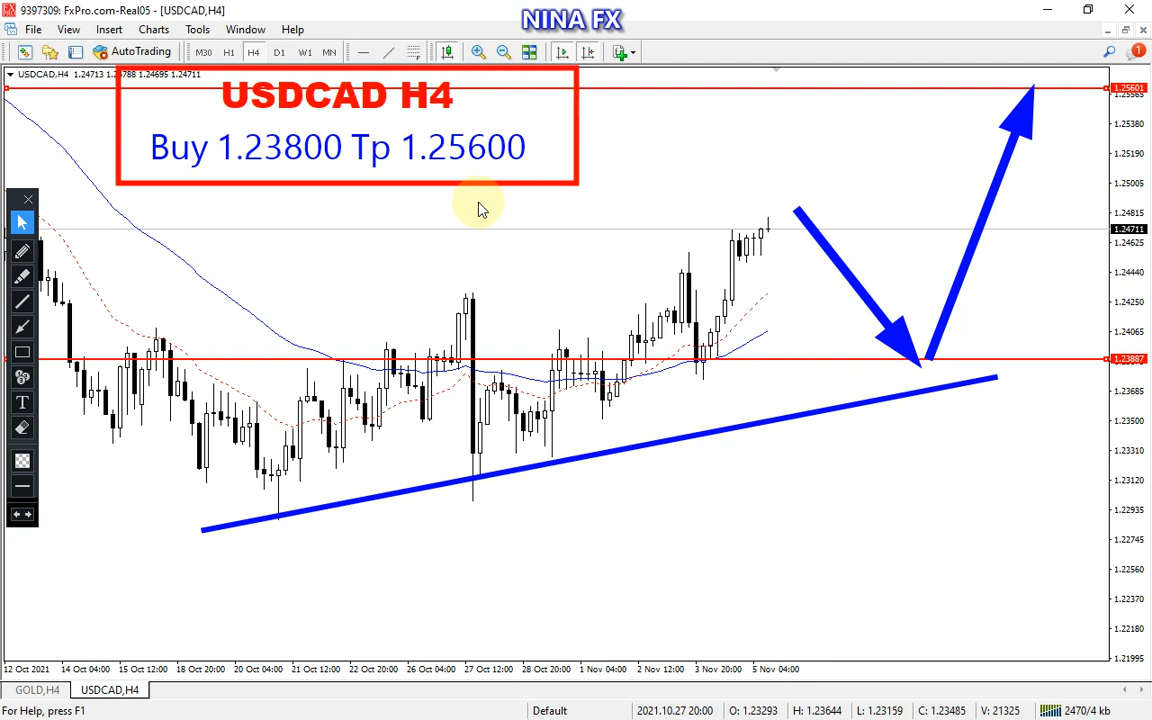 9397309: FxPro.com-Real05 - [USDCAD,H4]
NINA FX
File View Insert Charts Tools Window Help
AutoTrading M30 H1 H4 D1 W1 MN
1
USDCAD,H4 1.24713 1.24788 1.24695 1.24711
USDCAD H4
Buy 1.23800 Tp 1.25600
1.25601
1.25565
1.25380
1.25190
1.25005
1.24815
1.24711
1.24625
1.24440
1.24250
1.24065
1.23887
1.23685
1.23500
1.23310
1.23120
1.22935
1.22745
1.22560
1.22370
1.22180
1.21995
12 Oct 2021 14 Oct 04:00 15 Oct 12:00 18 Oct 20:00 20 Oct 04:00 21 Oct 12:00 22 Oct 20:00 26 Oct 04:00 27 Oct 12:00 28 Oct 20:00 1 Nov 04:00 2 Nov 12:00 3 Nov 20:00 5 Nov 04:00
GOLD,H4 USDCAD,H4
For Help, press F1 Default 2021.10.27 20:00 O: 1.23293 H: 1.23644 L: 1.23159 C: 1.23485 V: 21325 2470/4 kb